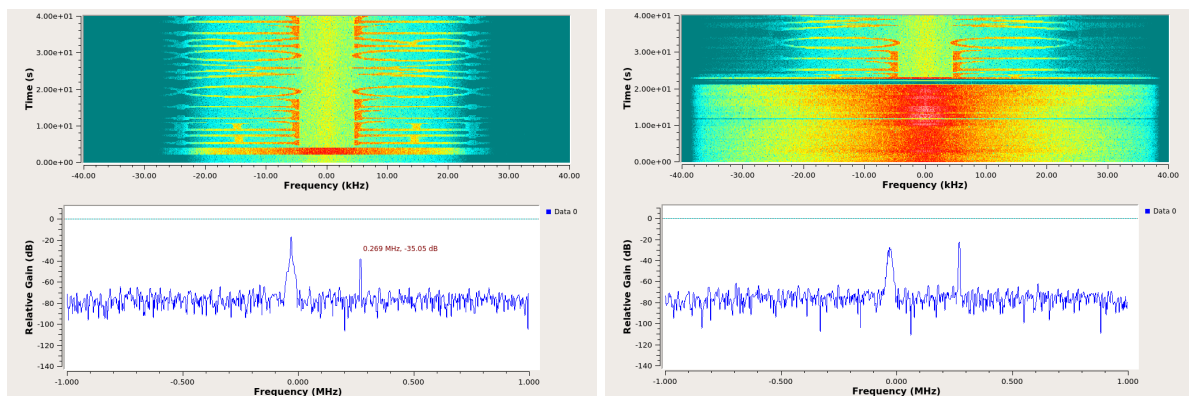 4.00e+01
3.00e+01
2.00e+01
1.00e+01
0.00e+00
Time (s)
-40.00 -30.00 -20.00 -10.00 0.00 10.00 20.00 30.00 40.00
Frequency (kHz)
0
-20
-40
-60
-80
-100
-120
-140
Relative Gain (dB)
0.269 MHz, -35.05 dB
Data 0
-1.000 -0.500 0.000 0.500 1.000
Frequency (MHz)
4.00e+01
3.00e+01
2.00e+01
1.00e+01
0.00e+00
Time (s)
-40.00 -30.00 -20.00 -10.00 0.00 10.00 20.00 30.00 40.00
Frequency (kHz)
0
-20
-40
-60
-80
-100
-120
-140
Relative Gain (dB)
Data 0
-1.000 -0.500 0.000 0.500 1.000
Frequency (MHz)